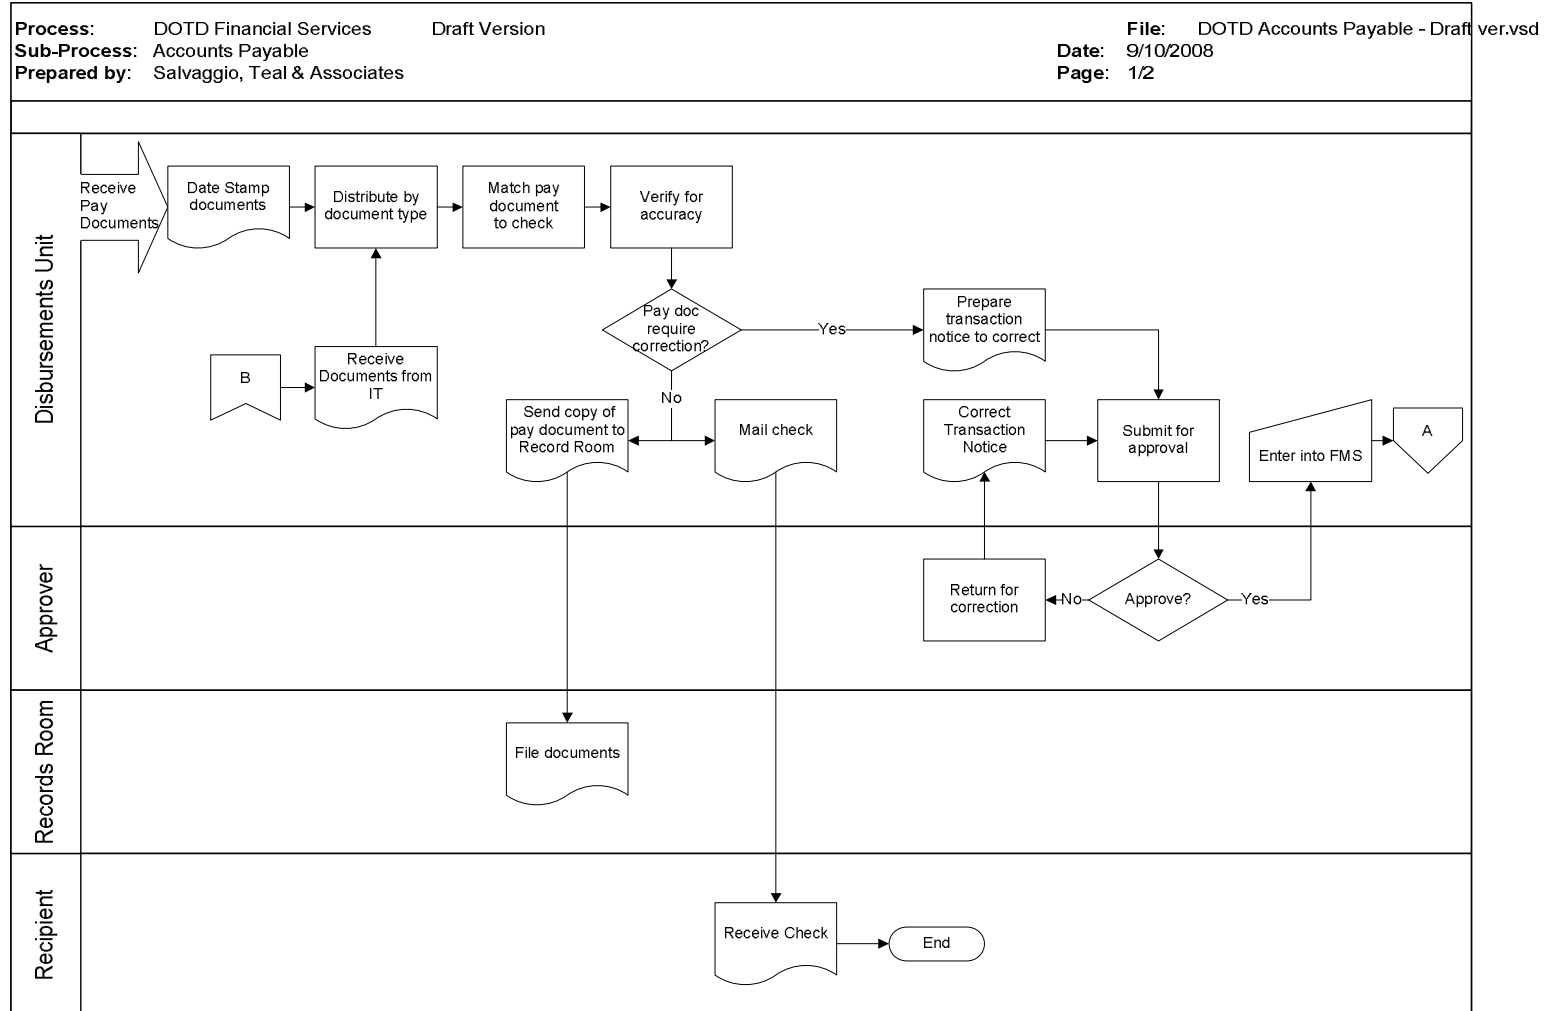 Process: DOTD Financial Services Draft Version File: DOTD Accounts Payable - Draft ver.vsd
Sub-Process: Accounts Payable Date: 9/10/2008
Prepared by: Salvaggio, Teal & Associates Page: 1/2
Disbursements Unit
Receive
Pay
Documents
Date Stamp
documents
Distribute by
document type
Match pay
document
to check
Verify for
accuracy
Pay doc
require
correction?
Yes
Prepare
transaction
notice to correct
B
Receive
Documents from
IT
No
Send copy of
pay document to
Record Room
Mail check
Correct
Transaction
Notice
Submit for
approval
Enter into FMS
A
Approver
Return for
correction
No
Approve?
Yes
Records Room
File documents
Recipient
Receive Check
End